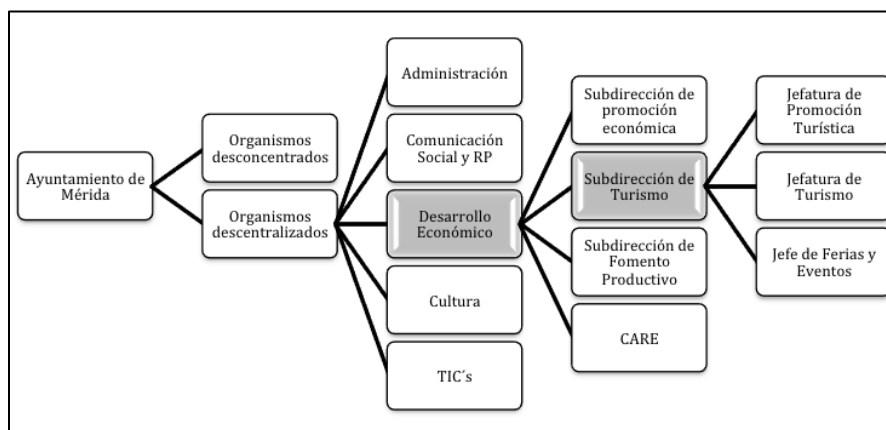 Ayuntamiento de
Mérida
Organismos
desconcentrados
Organismos
descentralizados
Administración
Comunicación
Social y RP
Desarrollo
Económico
Cultura
TIC´s
Subdirección de
promoción
económica
Subdirección de
Turismo
Subdirección de
Fomento
Productivo
CARE
Jefatura de
Promoción
Turística
Jefatura de
Turismo
Jefe de Ferias y
Eventos